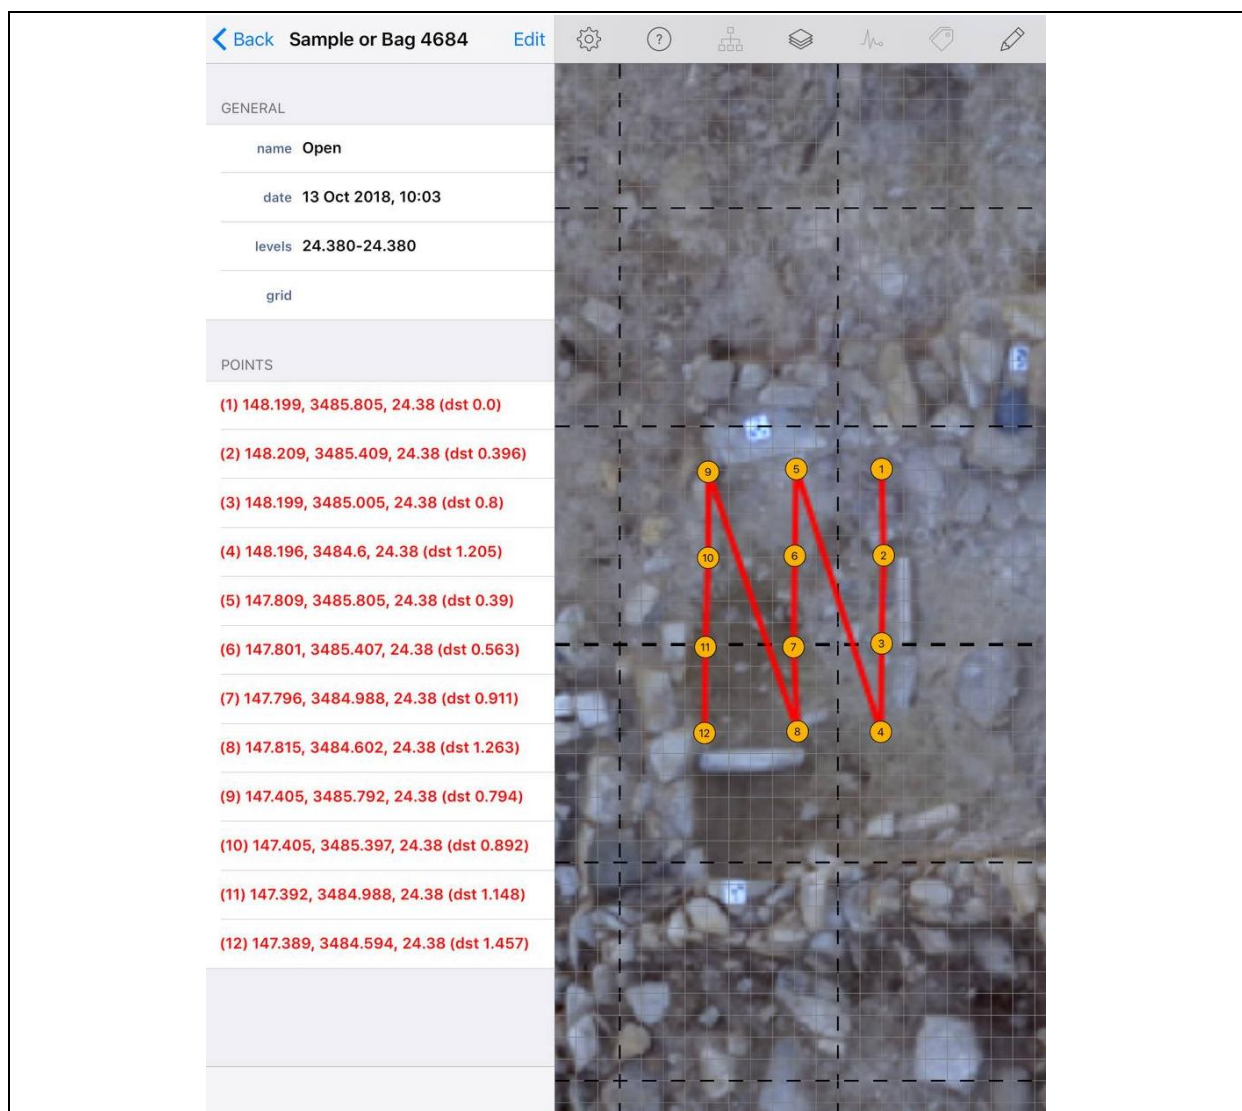 Back Sample or Bag 4684 Edit
?
GENERAL
name Open
date 13 Oct 2018, 10:03
levels 24.380-24.380
grid
POINTS
(1) 148.199, 3485.805, 24.38 (dst 0.0)
(2) 148.209, 3485.409, 24.38 (dst 0.396)
(3) 148.199, 3485.005, 24.38 (dst 0.8)
(4) 148.196, 3484.6, 24.38 (dst 1.205)
(5) 147.809, 3485.805, 24.38 (dst 0.39)
(6) 147.801, 3485.407, 24.38 (dst 0.563)
(7) 147.796, 3484.988, 24.38 (dst 0.911)
(8) 147.815, 3484.602, 24.38 (dst 1.263)
(9) 147.405, 3485.792, 24.38 (dst 0.794)
(10) 147.405, 3485.397, 24.38 (dst 0.892)
(11) 147.392, 3484.988, 24.38 (dst 1.148)
(12) 147.389, 3484.594, 24.38 (dst 1.457)
9 5 1
10 6 2
11 7 3
12 8 4